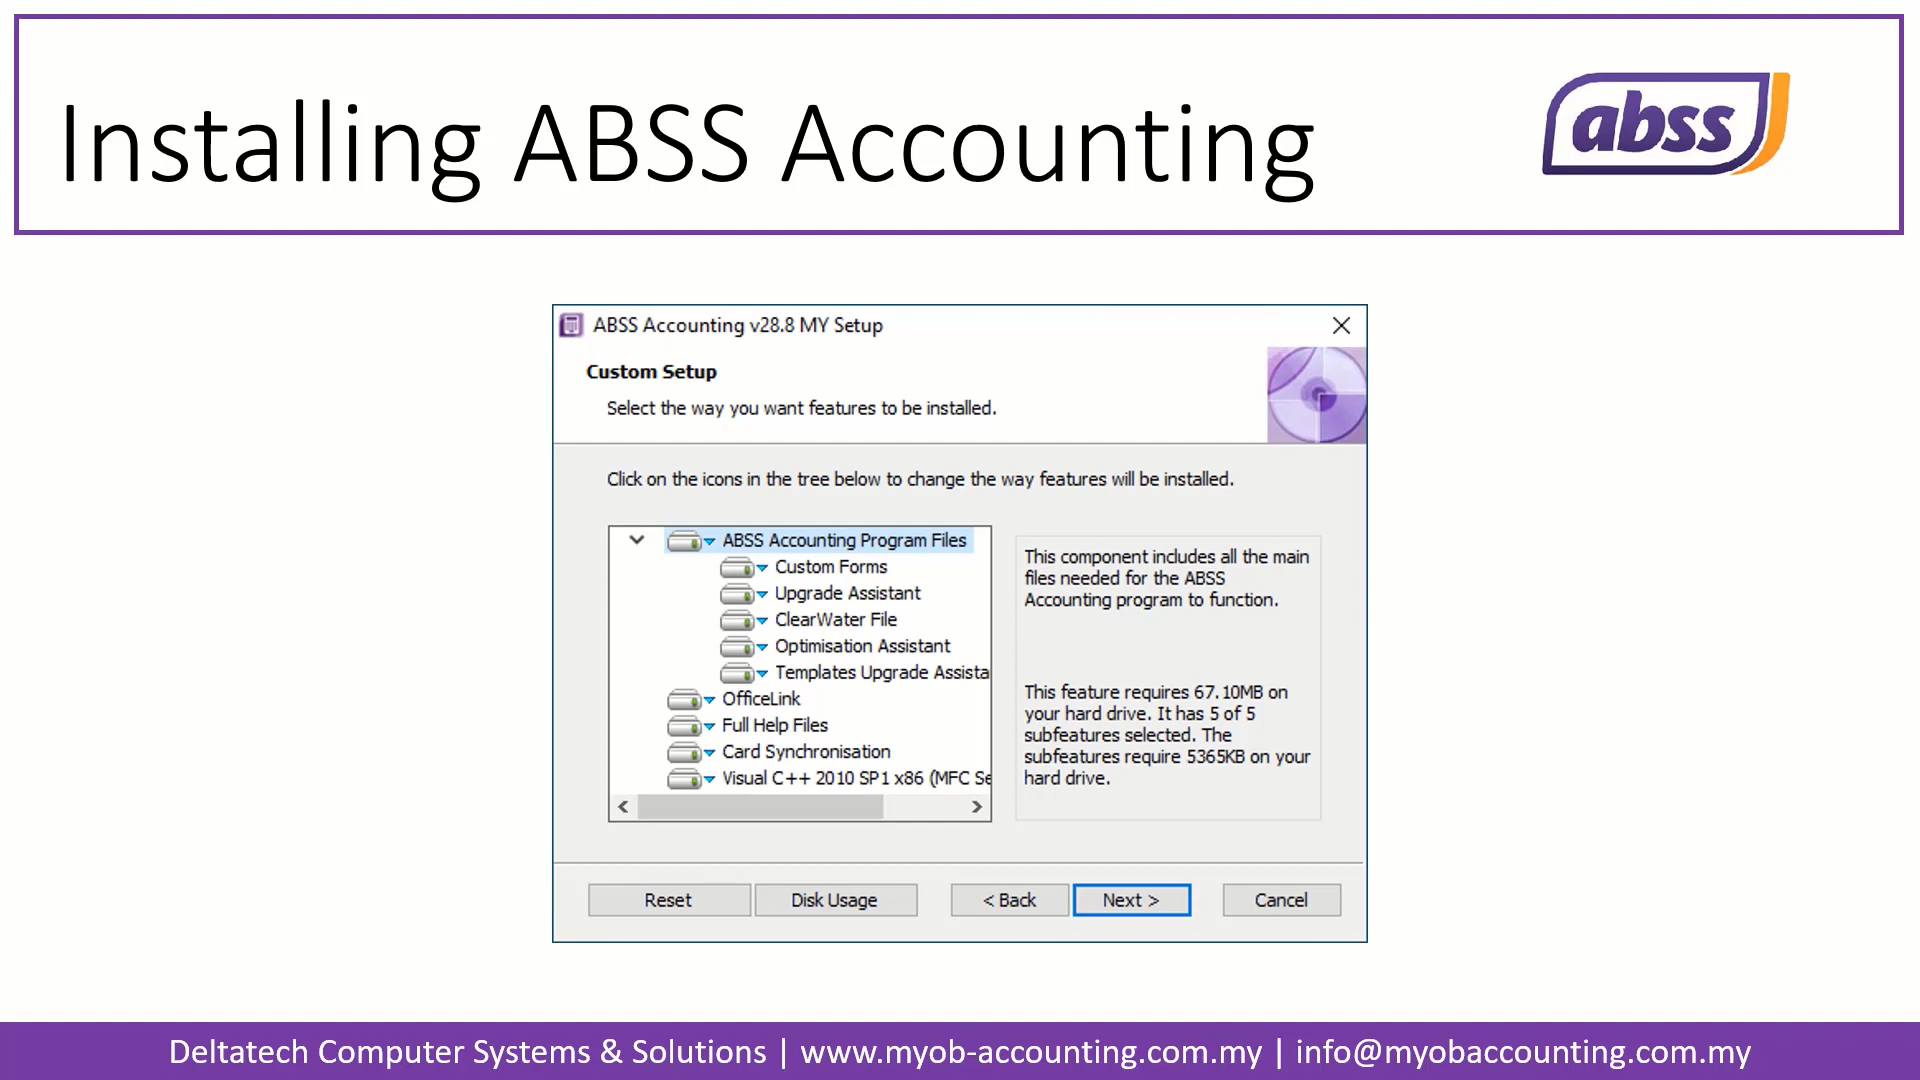 Installing ABSS Accounting
abss
ABSS Accounting v28.8 MY Setup
Custom Setup
Select the way you want features to be installed.
Click on the icons in the tree below to change the way features will be installed.
ABSS Accounting Program Files
Custom Forms
Upgrade Assistant
ClearWater File
Optimisation Assistant
Templates Upgrade Assista
OfficeLink
Full Help Files
Card Synchronisation
Visual C++ 2010 SP1 x86 (MFC Se
This component includes all the main
files needed for the ABSS
Accounting program to function.
This feature requires 67.10MB on
your hard drive. It has 5 of 5
subfeatures selected. The
subfeatures require 5365KB on your
hard drive.
Reset
Disk Usage
< Back
Next >
Cancel
Deltatech Computer Systems & Solutions | www.myob-accounting.com.my | info@myobaccounting.com.my